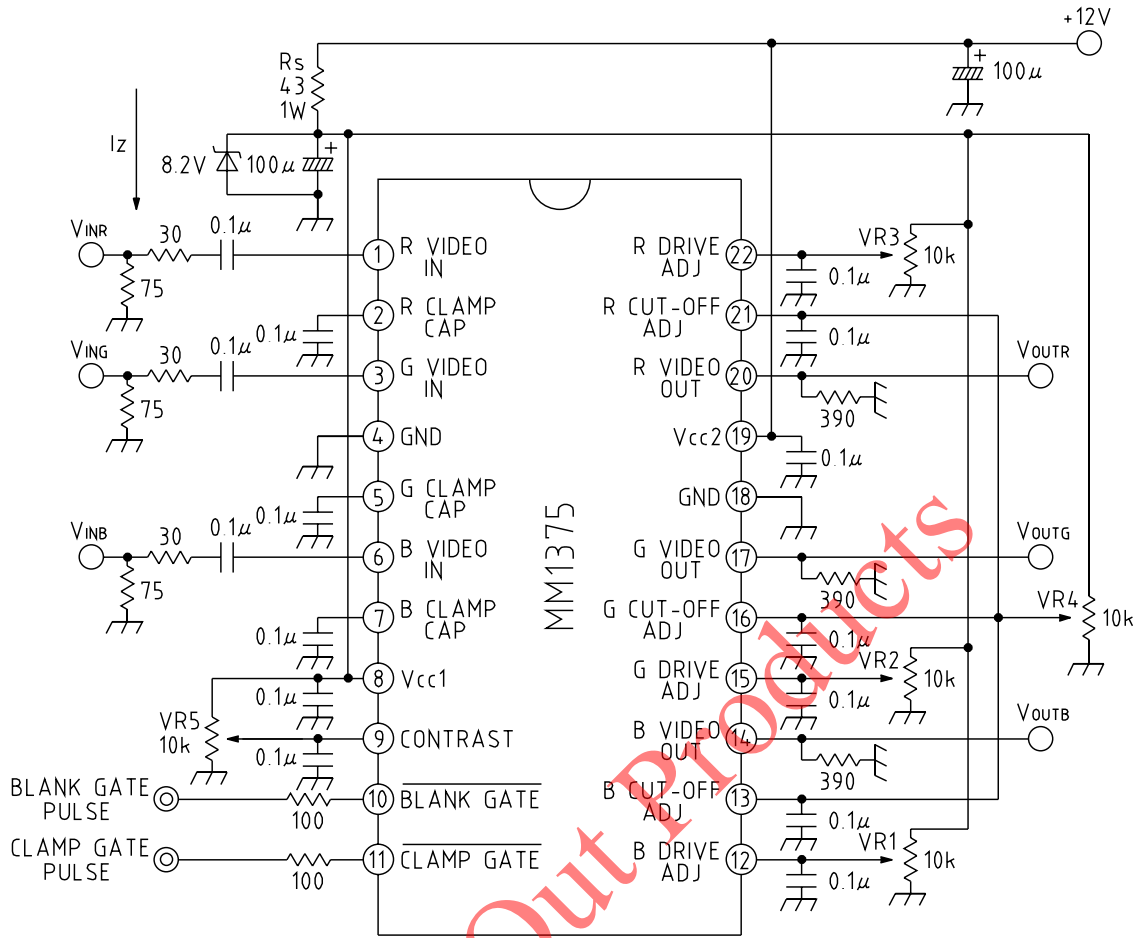 +12V
Rs
43
1W
100μ
Iz
8.2V
100μ
VINR
30
0.1μ
75
1
R VIDEO
IN
R DRIVE
ADJ
22
0.1μ
VR3
10k
0.1μ
2
R CLAMP
CAP
R CUT-OFF
ADJ
21
0.1μ
VING
30
0.1μ
75
3
G VIDEO
IN
R VIDEO
OUT
20
390
VOUTR
4
GND
Vcc2
19
0.1μ
0.1μ
5
G CLAMP
CAP
GND
18
MM1375
VINB
30
0.1μ
75
6
B VIDEO
IN
G VIDEO
OUT
17
390
VOUTG
0.1μ
7
B CLAMP
CAP
G CUT-OFF
ADJ
16
0.1μ
VR4
10k
0.1μ
8
Vcc1
G DRIVE
ADJ
15
0.1μ
VR2
10k
VR5
10k
0.1μ
9
CONTRAST
B VIDEO
OUT
14
390
VOUTB
BLANK GATE
PULSE
100
10
BLANK GATE
B CUT-OFF
ADJ
13
0.1μ
CLAMP GATE
PULSE
100
11
CLAMP GATE
B DRIVE
ADJ
12
0.1μ
VR1
10k
Out Products